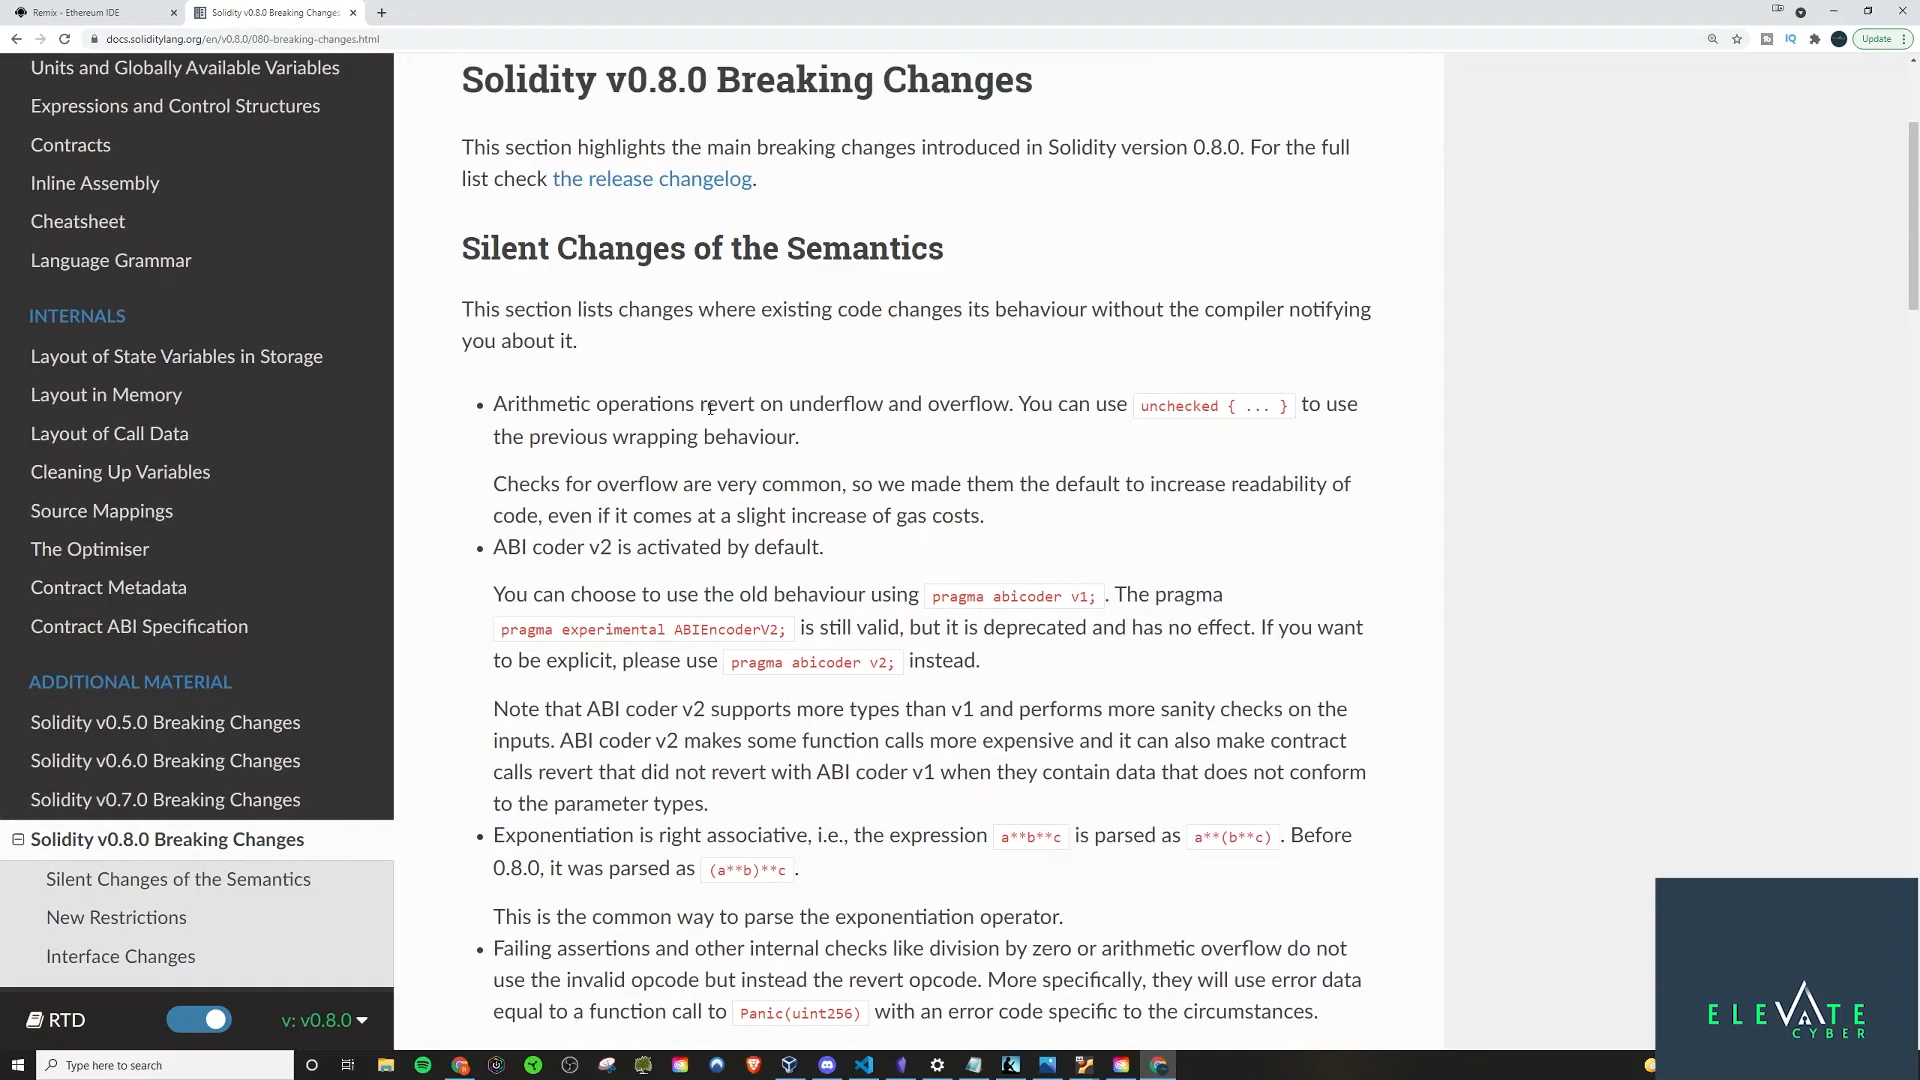 Remix - Ethereum IDE
Solidity v0.8.0 Breaking Changes
docs.soliditylang.org/en/v0.8.0/080-breaking-changes.html
IQ
Update
Units and Globally Available Variables
Expressions and Control Structures
Contracts
Inline Assembly
Cheatsheet
Language Grammar
INTERNALS
Layout of State Variables in Storage
Layout in Memory
Layout of Call Data
Cleaning Up Variables
Source Mappings
The Optimiser
Contract Metadata
Contract ABI Specification
ADDITIONAL MATERIAL
Solidity v0.5.0 Breaking Changes
Solidity v0.6.0 Breaking Changes
Solidity v0.7.0 Breaking Changes
Solidity v0.8.0 Breaking Changes
Silent Changes of the Semantics
New Restrictions
Interface Changes
RTD
v: v0.8.0
Solidity v0.8.0 Breaking Changes
This section highlights the main breaking changes introduced in Solidity version 0.8.0. For the full
list check the release changelog.
Silent Changes of the Semantics
This section lists changes where existing code changes its behaviour without the compiler notifying
you about it.
• Arithmetic operations revert on underflow and overflow. You can use unchecked { ... } to use
the previous wrapping behaviour.
Checks for overflow are very common, so we made them the default to increase readability of
code, even if it comes at a slight increase of gas costs.
• ABI coder v2 is activated by default.
You can choose to use the old behaviour using pragma abicoder v1; . The pragma
pragma experimental ABIEncoderV2; is still valid, but it is deprecated and has no effect. If you want
to be explicit, please use pragma abicoder v2; instead.
Note that ABI coder v2 supports more types than v1 and performs more sanity checks on the
inputs. ABI coder v2 makes some function calls more expensive and it can also make contract
calls revert that did not revert with ABI coder v1 when they contain data that does not conform
to the parameter types.
• Exponentiation is right associative, i.e., the expression a**b**c is parsed as a**(b**c) . Before
0.8.0, it was parsed as (a**b)**c .
This is the common way to parse the exponentiation operator.
• Failing assertions and other internal checks like division by zero or arithmetic overflow do not
use the invalid opcode but instead the revert opcode. More specifically, they will use error data
equal to a function call to Panic(uint256) with an error code specific to the circumstances.
ELEVATE
CYBER
Type here to search